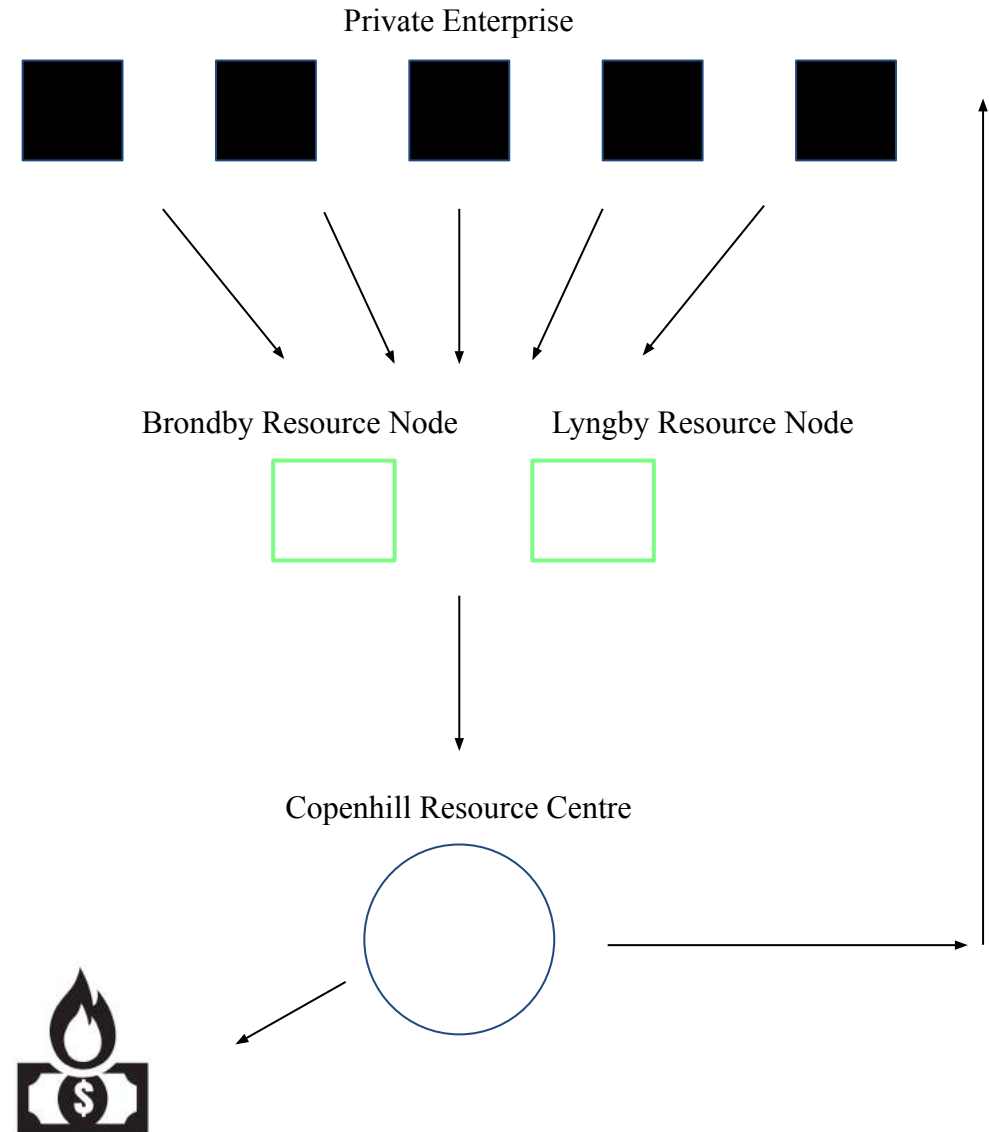 Private Enterprise
Brondby Resource Node
Lyngby Resource Node
Copenhill Resource Centre
$